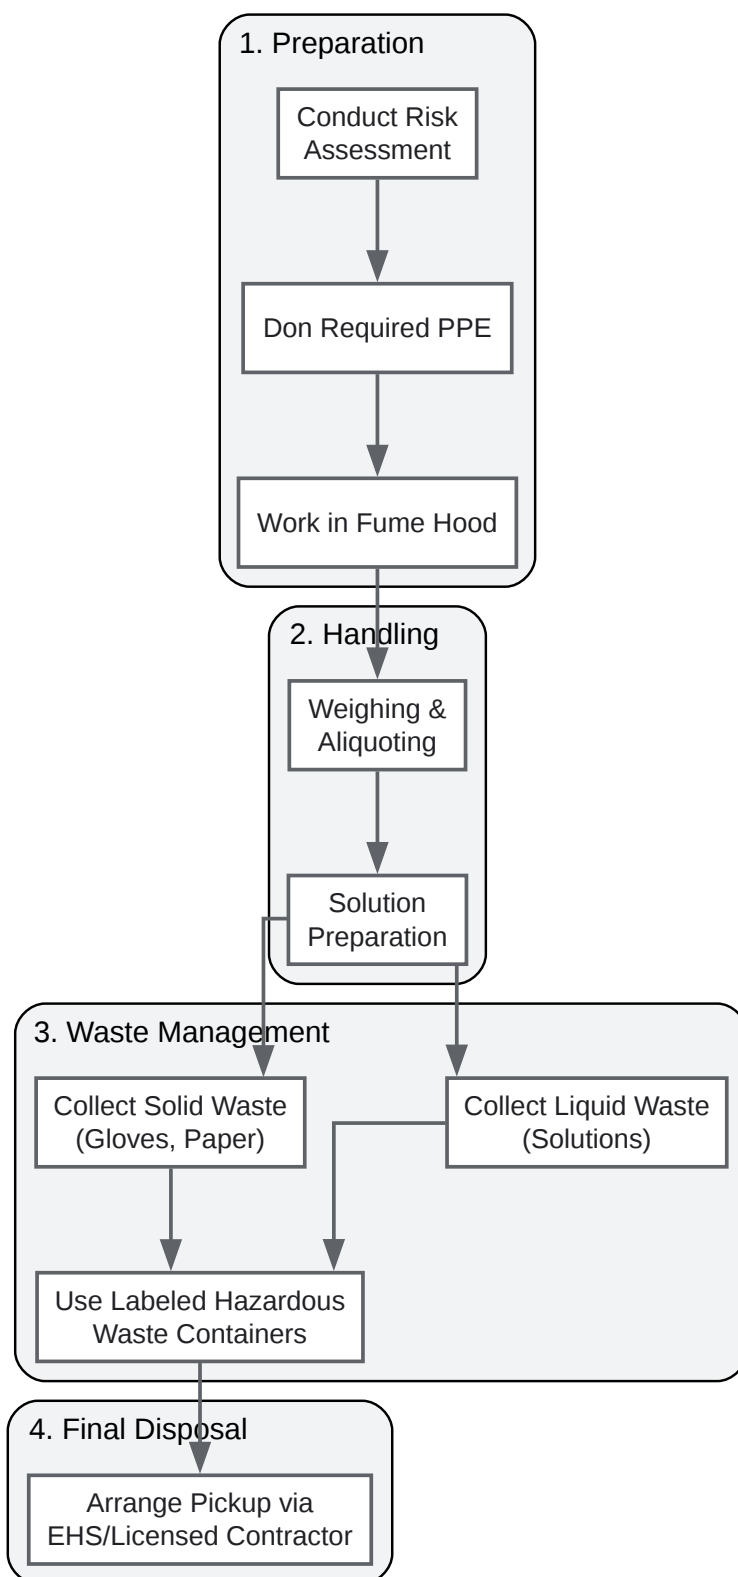 1. Preparation
Conduct Risk
Assessment
Don Required PPE
Work in Fume Hood
2. Handling
Weighing &
Aliquoting
Solution
Preparation
3. Waste Management
Collect Solid Waste
(Gloves, Paper)
Collect Liquid Waste
(Solutions)
Use Labeled Hazardous
Waste Containers
4. Final Disposal
Arrange Pickup via
EHS/Licensed Contractor